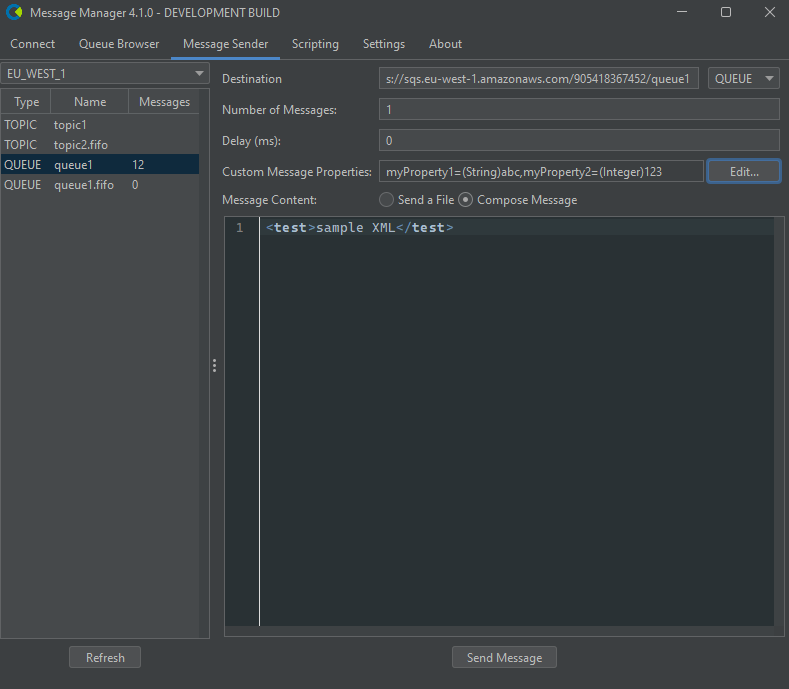 Message Manager 4.1.0 - DEVELOPMENT BUILD
Connect Queue Browser Message Sender Scripting Settings About
EU_WEST_1
Type Name Messages
TOPIC topic1
TOPIC topic2.fifo
QUEUE queue1 12
QUEUE queue1.fifo 0
Refresh
Destination s://sqs.eu-west-1.amazonaws.com/905418367452/queue1 QUEUE
Number of Messages: 1
Delay (ms): 0
Custom Message Properties: myProperty1=(String)abc,myProperty2=(Integer)123 Edit...
Message Content: Send a File Compose Message
1 <test>sample XML</test>
Send Message